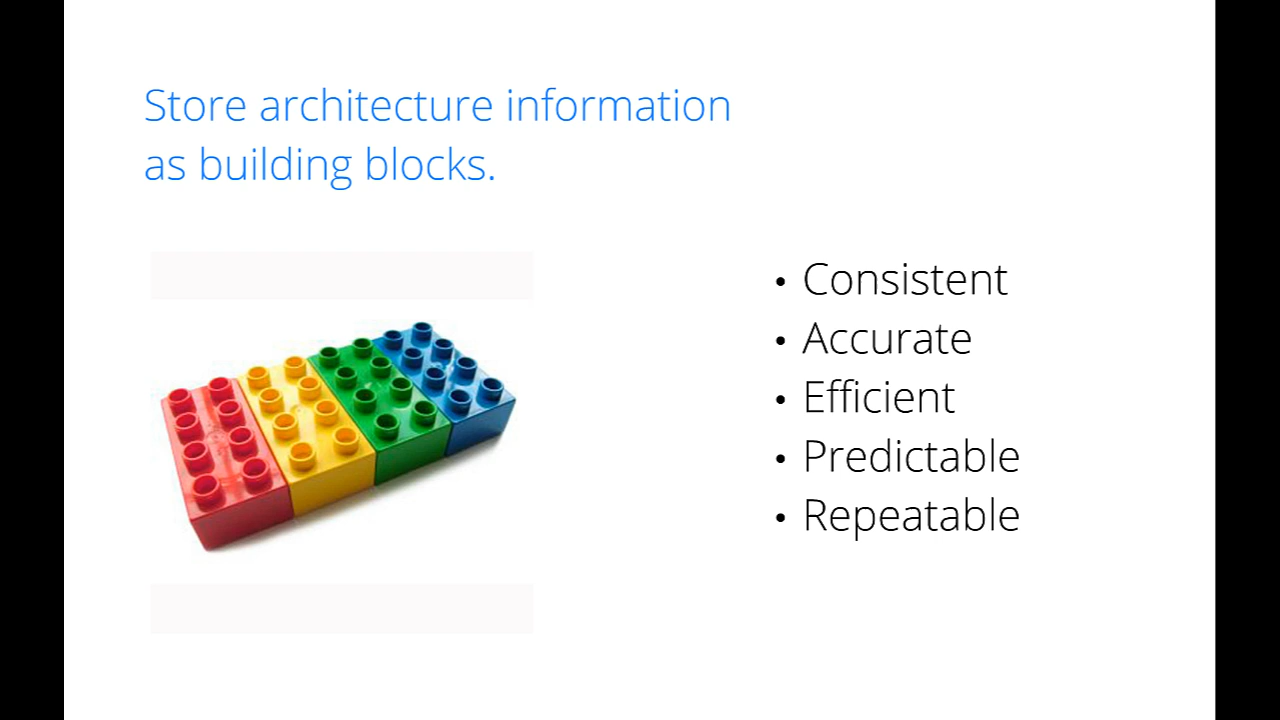 Store architecture information
as building blocks.
• Consistent
• Accurate
• Efficient
• Predictable
• Repeatable